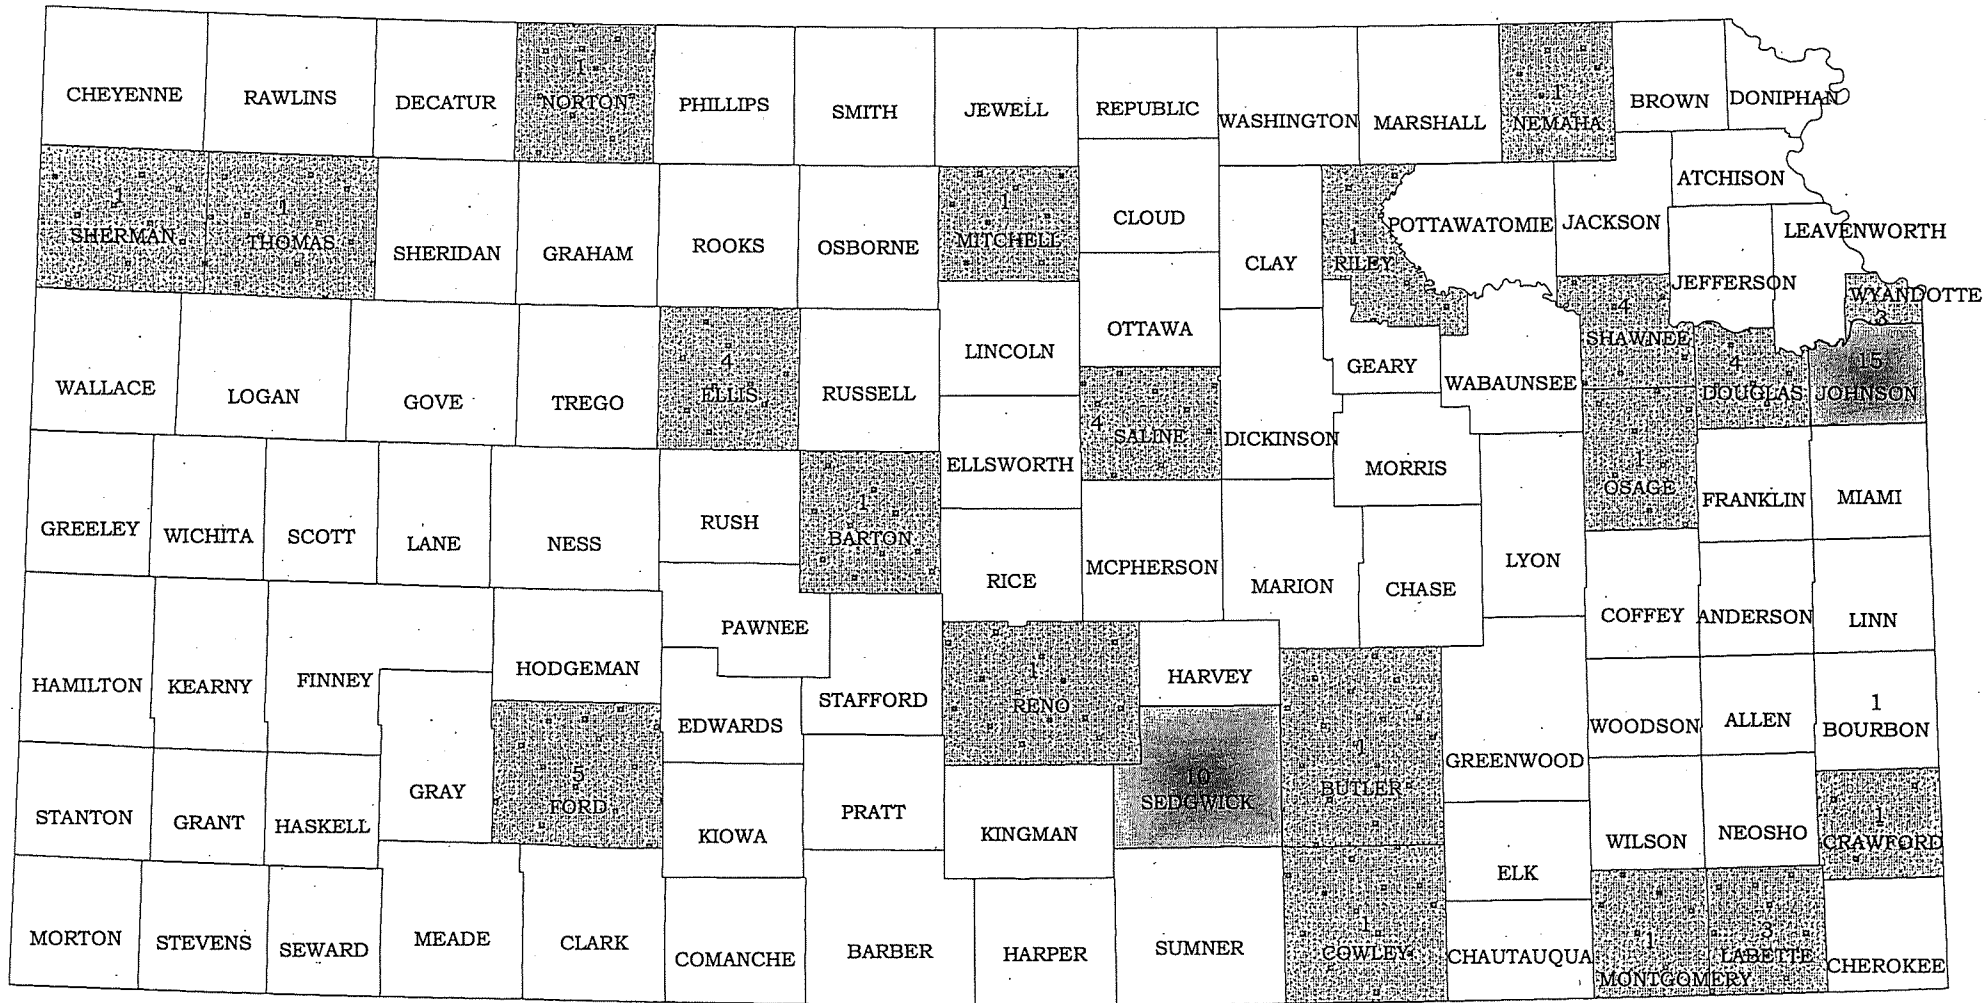 CHEYENNE
RAWLINS
DECATUR
1
NORTON
PHILLIPS
SMITH
JEWELL
REPUBLIC
WASHINGTON
MARSHALL
1
NEMAHA
BROWN
DONIPHAN
1
SHERMAN
1
THOMAS
SHERIDAN
GRAHAM
ROOKS
OSBORNE
1
MITCHELL
CLOUD
CLAY
1
RILEY
POTTAWATOMIE
JACKSON
ATCHISON
JEFFERSON
LEAVENWORTH
WYANDOTTE
3
WALLACE
LOGAN
GOVE
TREGO
4
ELLIS
RUSSELL
LINCOLN
OTTAWA
4
SALINE
DICKINSON
GEARY
WABAUNSEE
4
SHAWNEE
4
DOUGLAS
15
JOHNSON
GREELEY
WICHITA
SCOTT
LANE
NESS
RUSH
1
BARTON
ELLSWORTH
RICE
MCPHERSON
MARION
MORRIS
CHASE
LYON
1
OSAGE
FRANKLIN
MIAMI
HAMILTON
KEARNY
FINNEY
HODGEMAN
PAWNEE
EDWARDS
STAFFORD
1
RENO
HARVEY
COFFEY
ANDERSON
LINN
STANTON
GRANT
HASKELL
GRAY
5
FORD
KIOWA
PRATT
KINGMAN
10
SEDGWICK
1
BUTLER
GREENWOOD
WOODSON
ALLEN
1
BOURBON
MORTON
STEVENS
SEWARD
MEADE
CLARK
COMANCHE
BARBER
HARPER
SUMNER
1
COWLEY
ELK
CHAUTAUQUA
WILSON
NEOSHO
1
CRAWFORD
1
MONTGOMERY
3
LABETTE
CHEROKEE